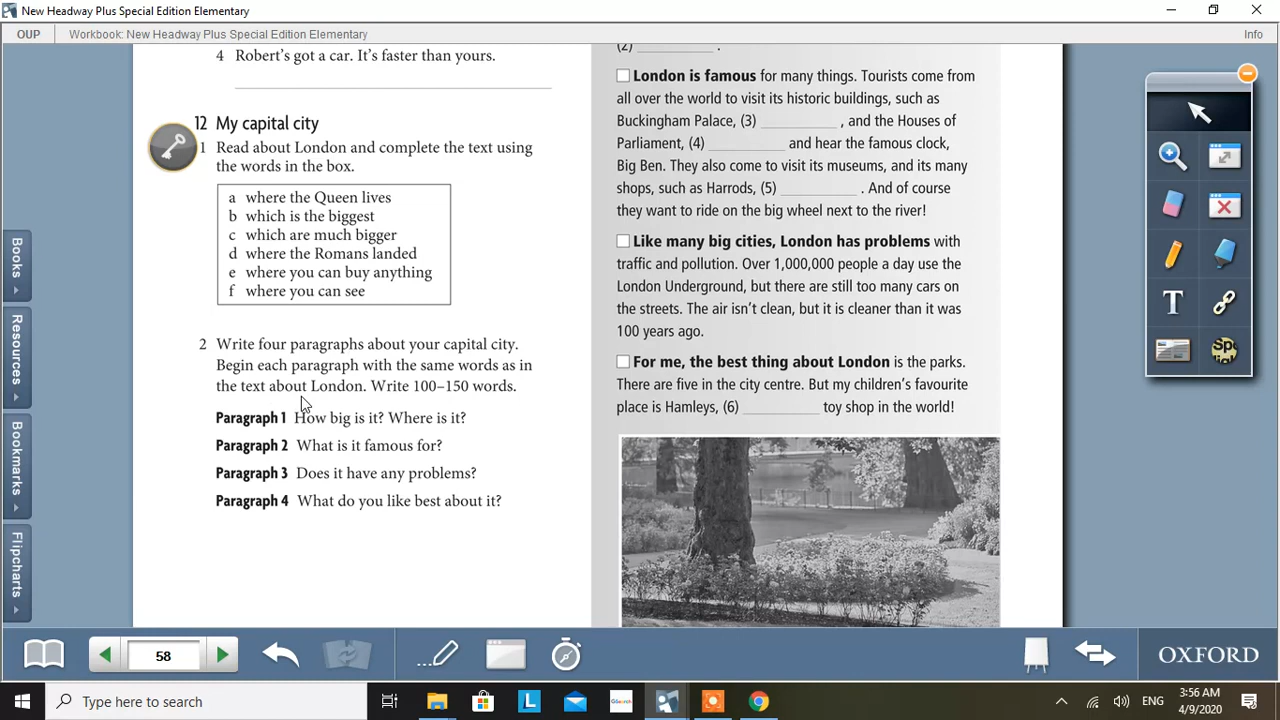 New Headway Plus Special Edition Elementary
OUP
Workbook: New Headway Plus Special Edition Elementary
Info
4 Robert's got a car. It's faster than yours.
12 My capital city
1 Read about London and complete the text using
the words in the box.
a where the Queen lives
b which is the biggest
c which are much bigger
d where the Romans landed
e where you can buy anything
f where you can see
2 Write four paragraphs about your capital city.
Begin each paragraph with the same words as in
the text about London. Write 100–150 words.
Paragraph 1 How big is it? Where is it?
Paragraph 2 What is it famous for?
Paragraph 3 Does it have any problems?
Paragraph 4 What do you like best about it?
(2) __________ .
London is famous for many things. Tourists come from
all over the world to visit its historic buildings, such as
Buckingham Palace, (3) __________ , and the Houses of
Parliament, (4) __________ and hear the famous clock,
Big Ben. They also come to visit its museums, and its many
shops, such as Harrods, (5) __________ . And of course
they want to ride on the big wheel next to the river!
Like many big cities, London has problems with
traffic and pollution. Over 1,000,000 people a day use the
London Underground, but there are still too many cars on
the streets. The air isn't clean, but it is cleaner than it was
100 years ago.
For me, the best thing about London is the parks.
There are five in the city centre. But my children's favourite
place is Hamleys, (6) __________ toy shop in the world!
Books
Resources
Bookmarks
Flipcharts
T
Spo
58
OXFORD
Type here to search
L
GSearch
ENG
3:56 AM
4/9/2020